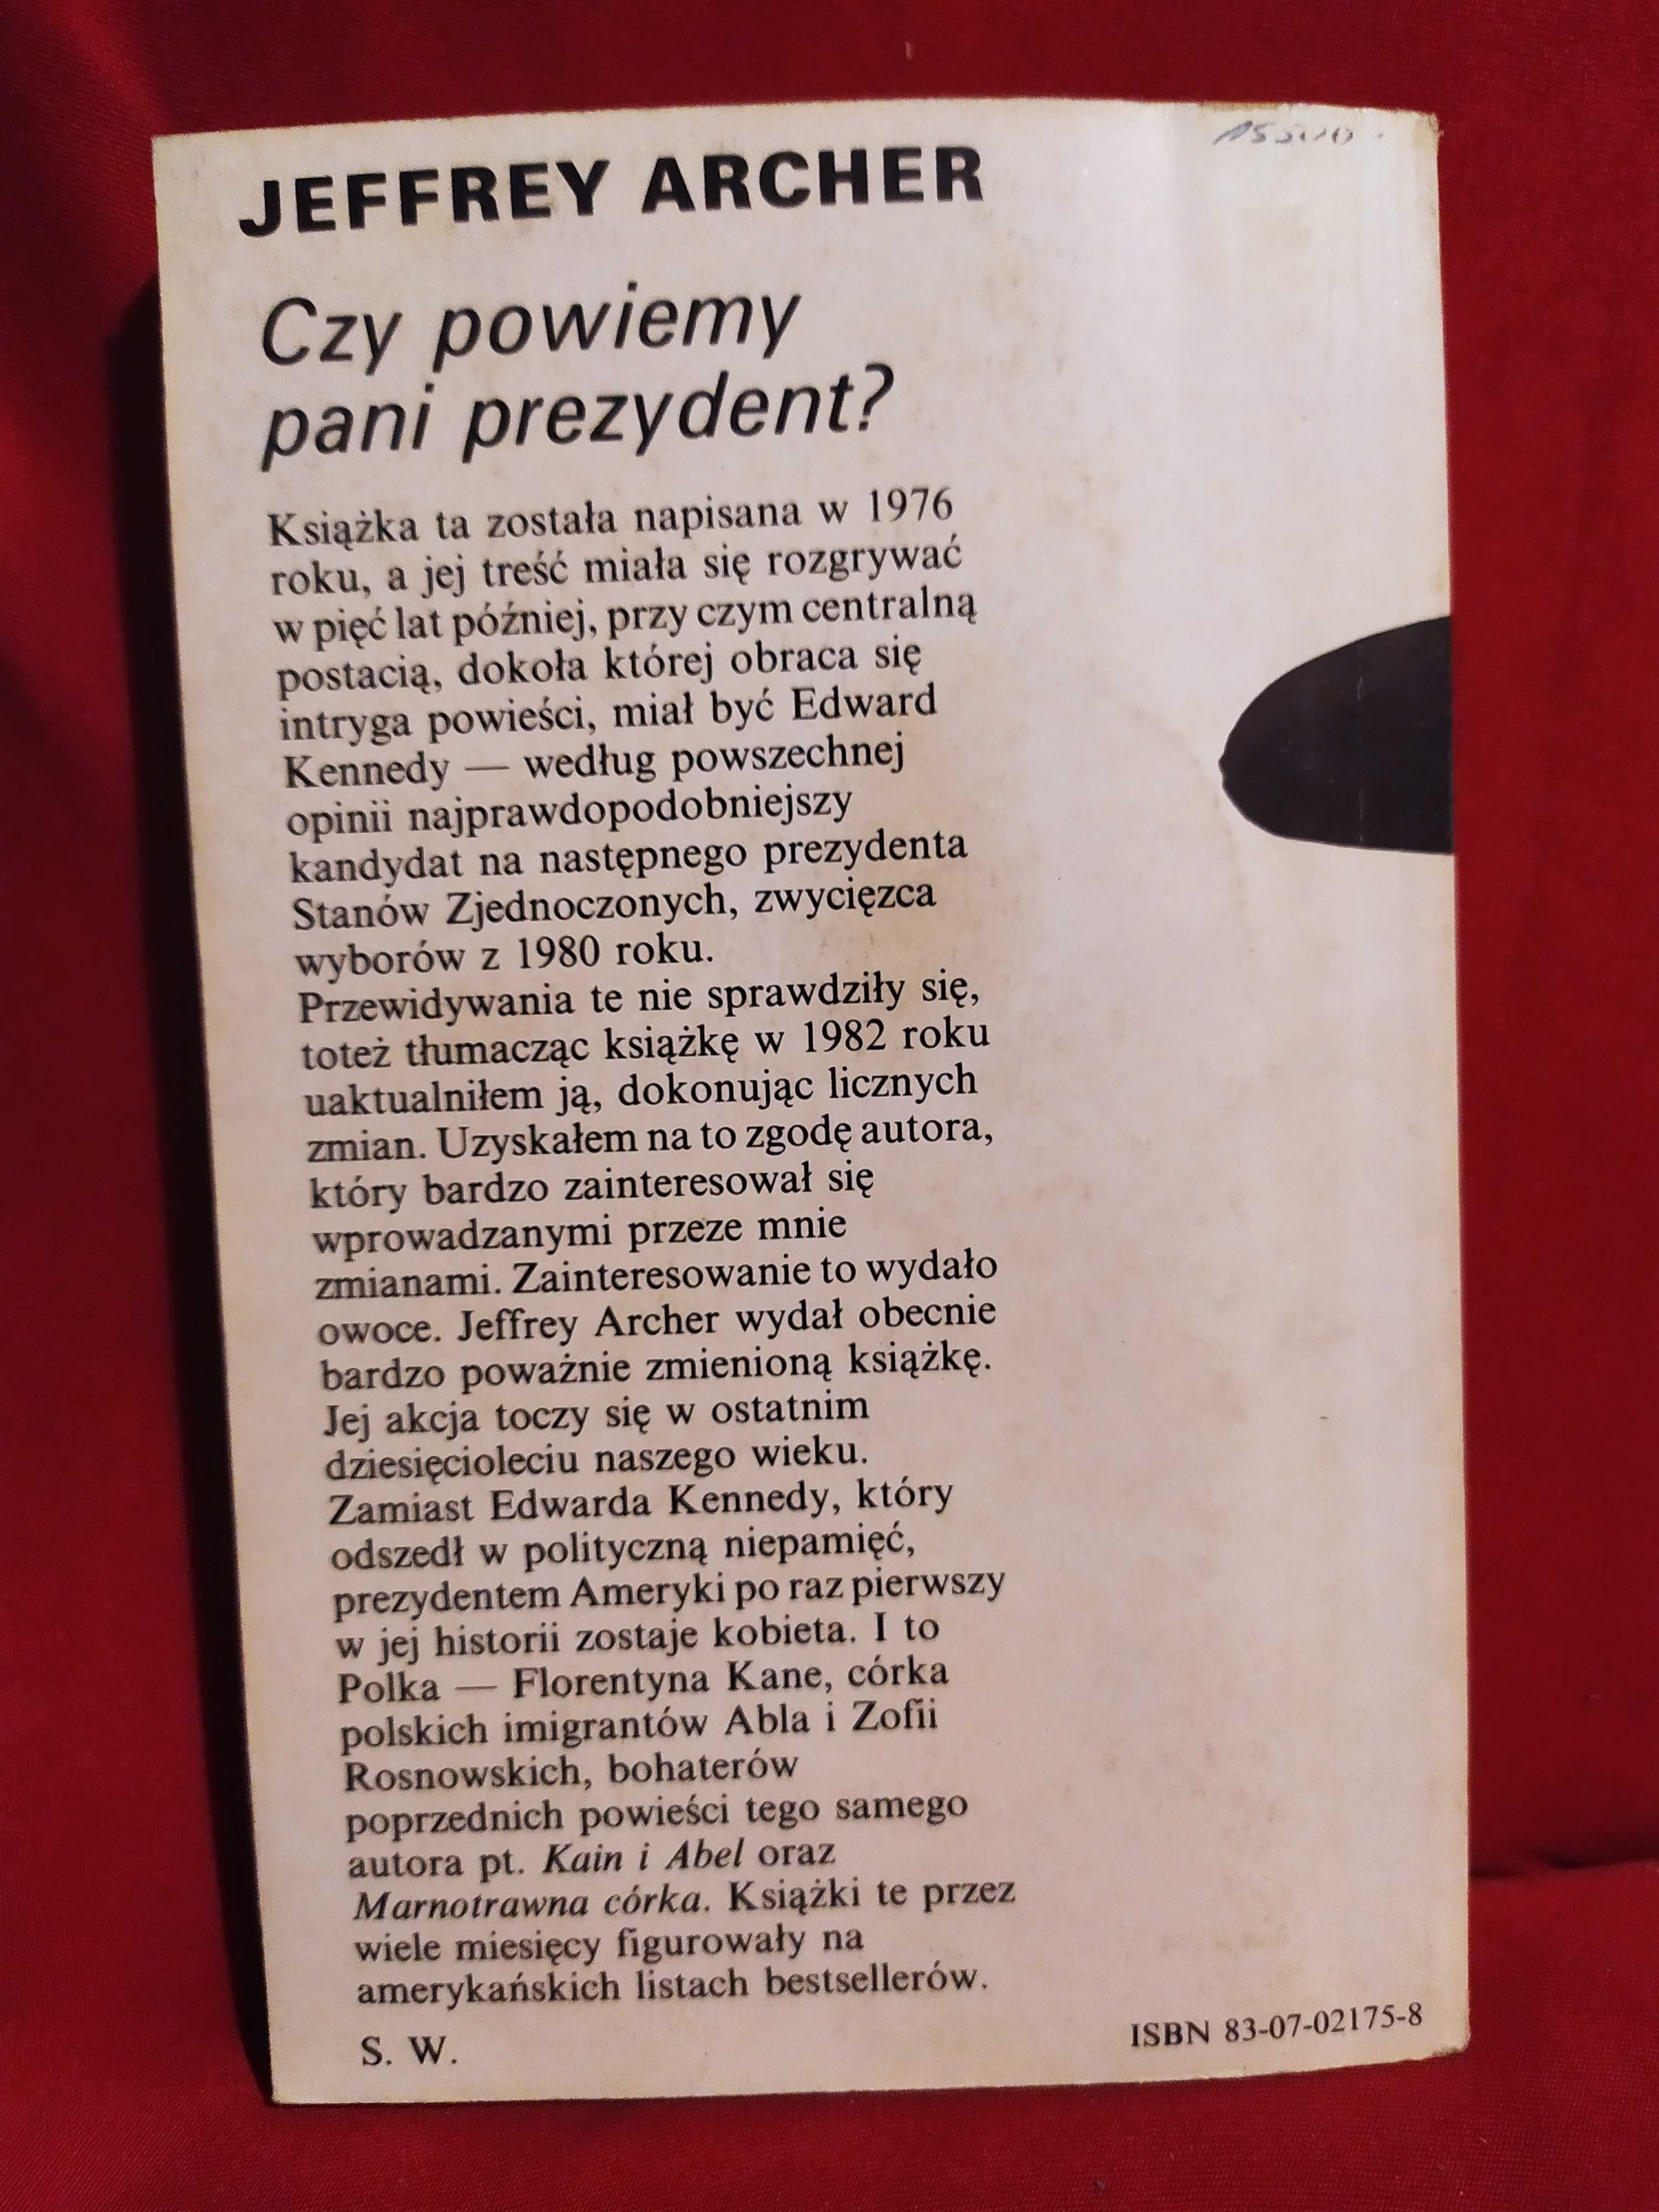 JEFFREY ARCHER
Czy powiemy
pani prezydent?
Książka ta została napisana w 1976
roku, a jej treść miała się rozgrywać
w pięć lat później, przy czym centralną
postacią, dokoła której obraca się
intryga powieści, miał być Edward
Kennedy — według powszechnej
opinii najprawdopodobniejszy
kandydat na następnego prezydenta
Stanów Zjednoczonych, zwycięzca
wyborów z 1980 roku.
Przewidywania te nie sprawdziły się,
toteż tłumacząc książkę w 1982 roku
uaktualniłem ją, dokonując licznych
zmian. Uzyskałem na to zgodę autora,
który bardzo zainteresował się
wprowadzanymi przeze mnie
zmianami. Zainteresowanie to wydało
owoce. Jeffrey Archer wydał obecnie
bardzo poważnie zmienioną książkę.
Jej akcja toczy się w ostatnim
dziesięcioleciu naszego wieku.
Zamiast Edwarda Kennedy, który
odszedł w polityczną niepamięć,
prezydentem Ameryki po raz pierwszy
w jej historii zostaje kobieta. I to
Polka — Florentyna Kane, córka
polskich imigrantów Abla i Zofii
Rosnowskich, bohaterów
poprzednich powieści tego samego
autora pt. Kain i Abel oraz
Marnotrawna córka. Książki te przez
wiele miesięcy figurowały na
amerykańskich listach bestsellerów.
S. W.
ISBN 83-07-02175-8